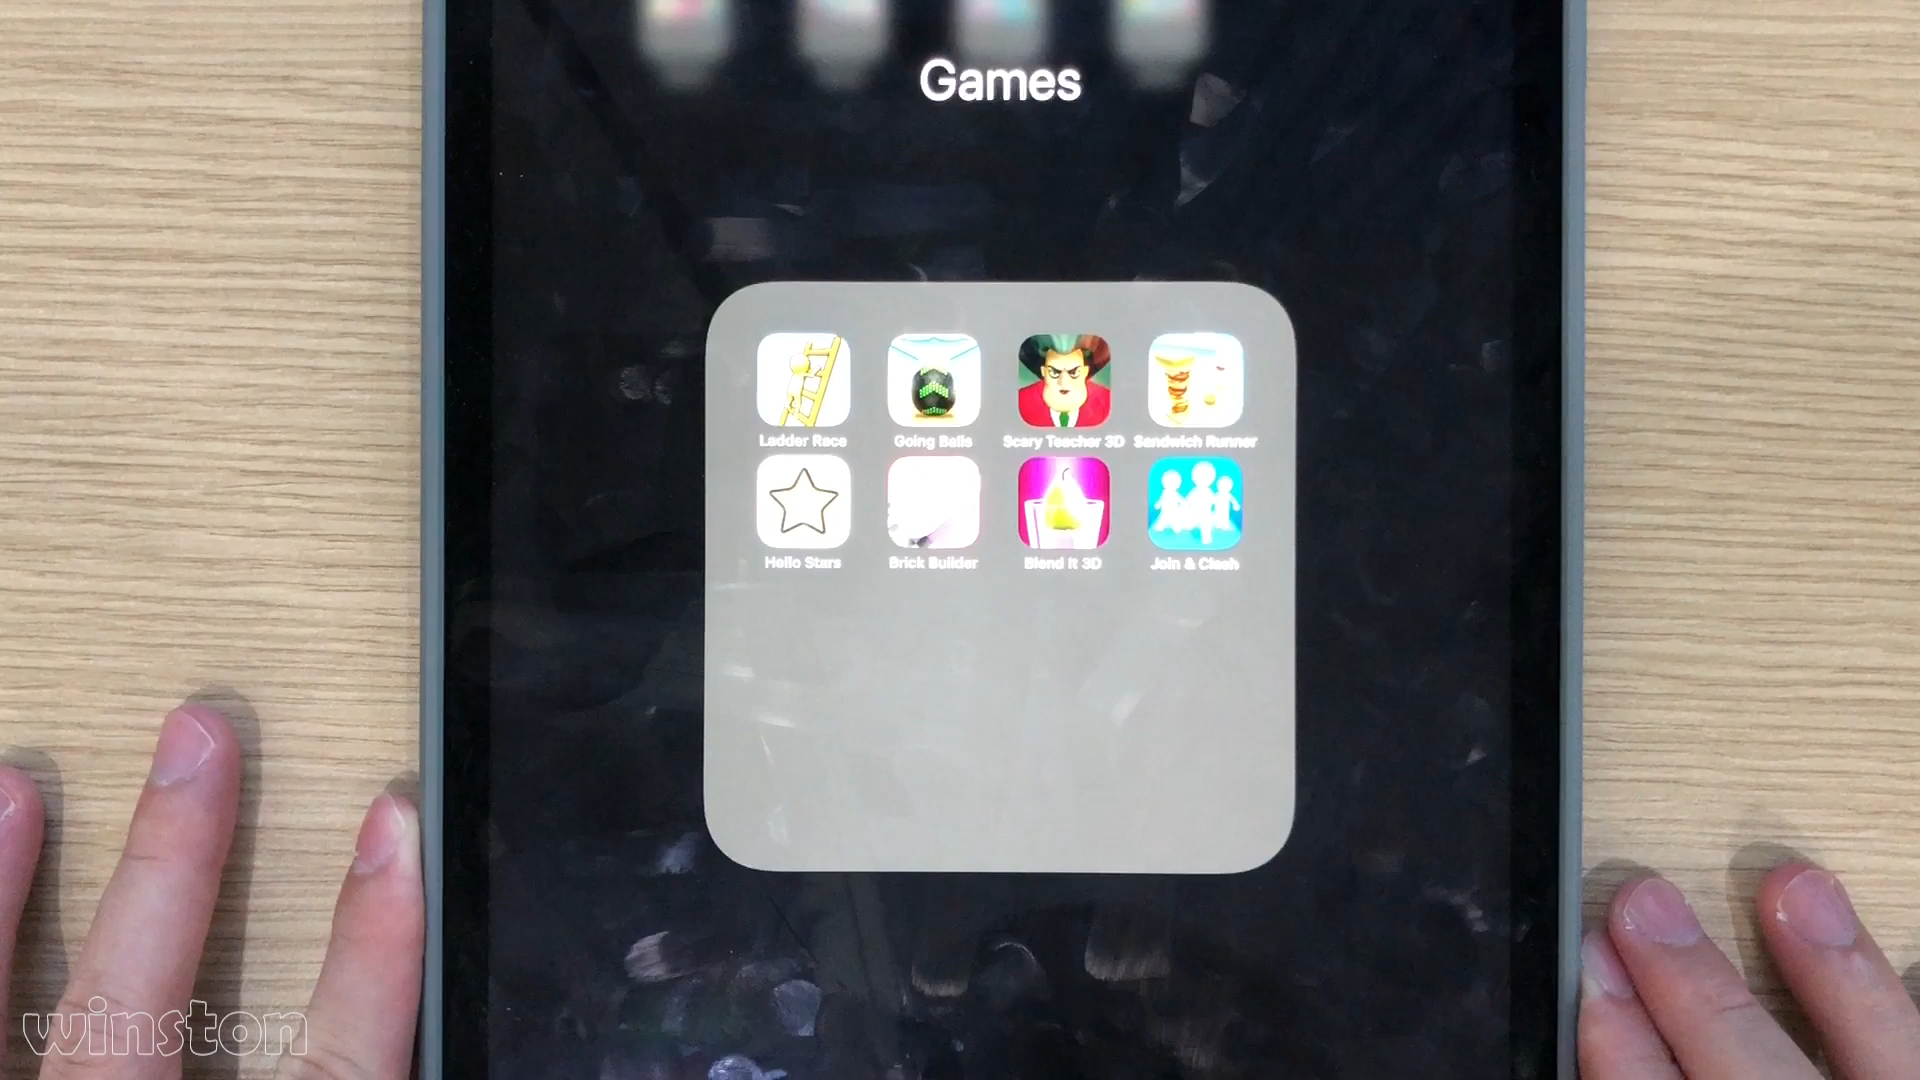 Games
Ladder Race Going Balls Scary Teacher 3D Sandwich Runner
Hello Stars Brick Builder Blend It 3D Join & Clash
winston